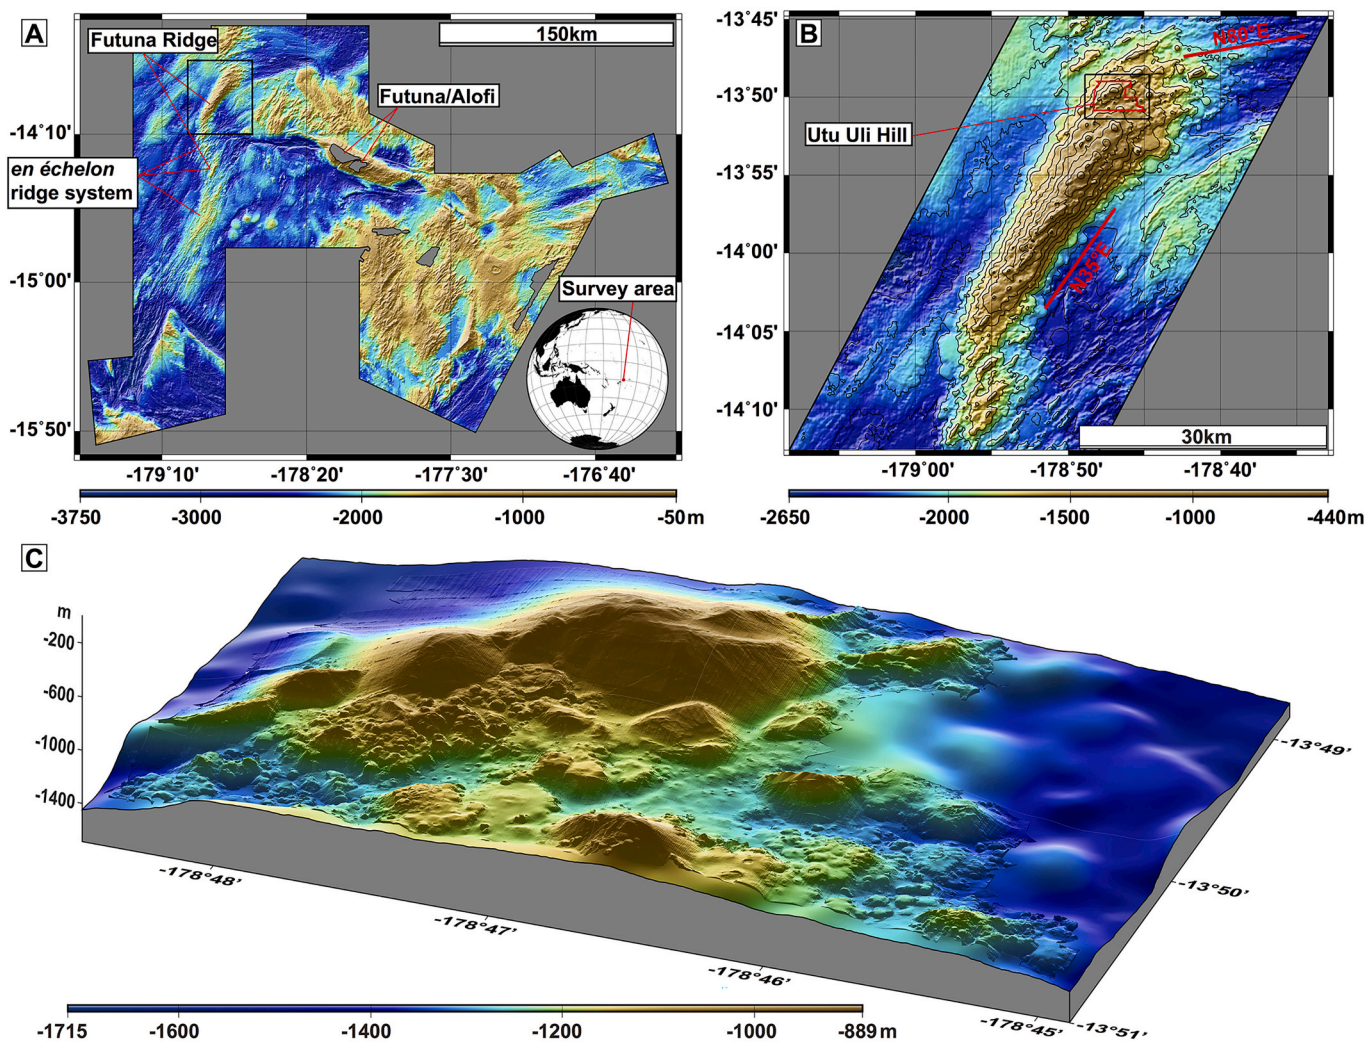 A
Futuna Ridge
150km
Futuna/Alofi
-14°10'
en échelon
ridge system
-15°00'
Survey area
-15°50'
-179°10'
-178°20'
-177°30'
-176°40'
-3750
-3000
-2000
-1000
-50m
B
-13°45'
N80°E
-13°50'
Utu Uli Hill
-13°55'
-14°00'
N35°E
-14°05'
-14°10'
30km
-179°00'
-178°50'
-178°40'
-2650
-2000
-1500
-1000
-440m
C
m
-200
-600
-1000
-1400
-13°49'
-13°50'
-178°48'
-178°47'
-178°46'
-178°45'
-13°51'
-1715
-1600
-1400
-1200
-1000
-889m